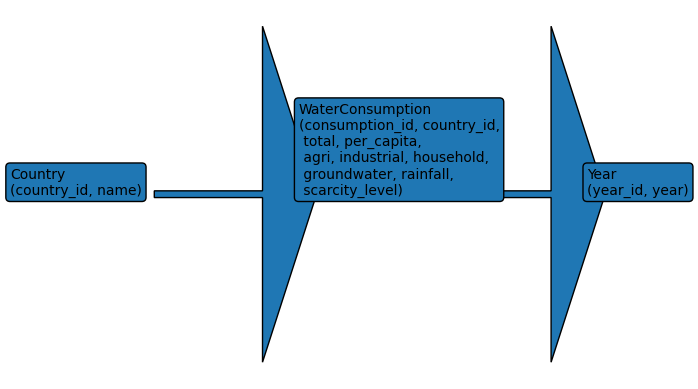 Country
(country_id, name)
WaterConsumption
(consumption_id, country_id,
total, per_capita,
agri, industrial, household,
groundwater, rainfall,
scarcity_level)
Year
(year_id, year)